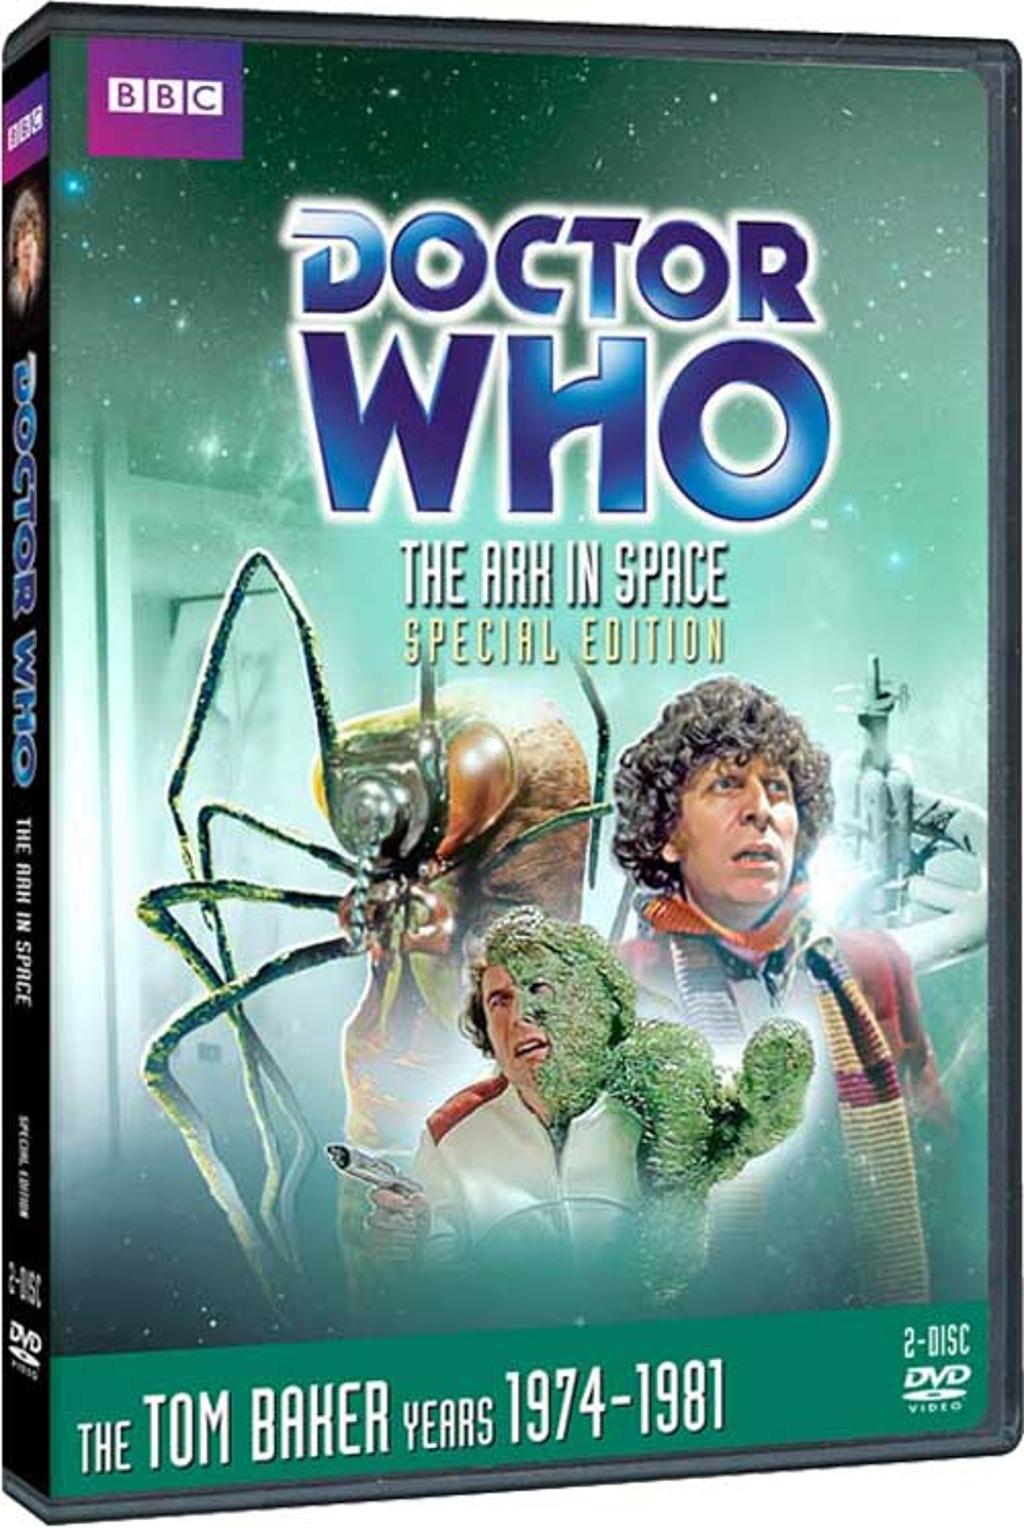 BBC
DOCTOR
WHO
THE ARK IN SPACE
SPECIAL EDITION
2-DISC
DVD
VIDEO
THE TOM BAKER YEARS 1974-1981
BBC
DOCTOR WHO
THE ARK IN SPACE
SPECIAL EDITION
2-DISC
DVD
VIDEO